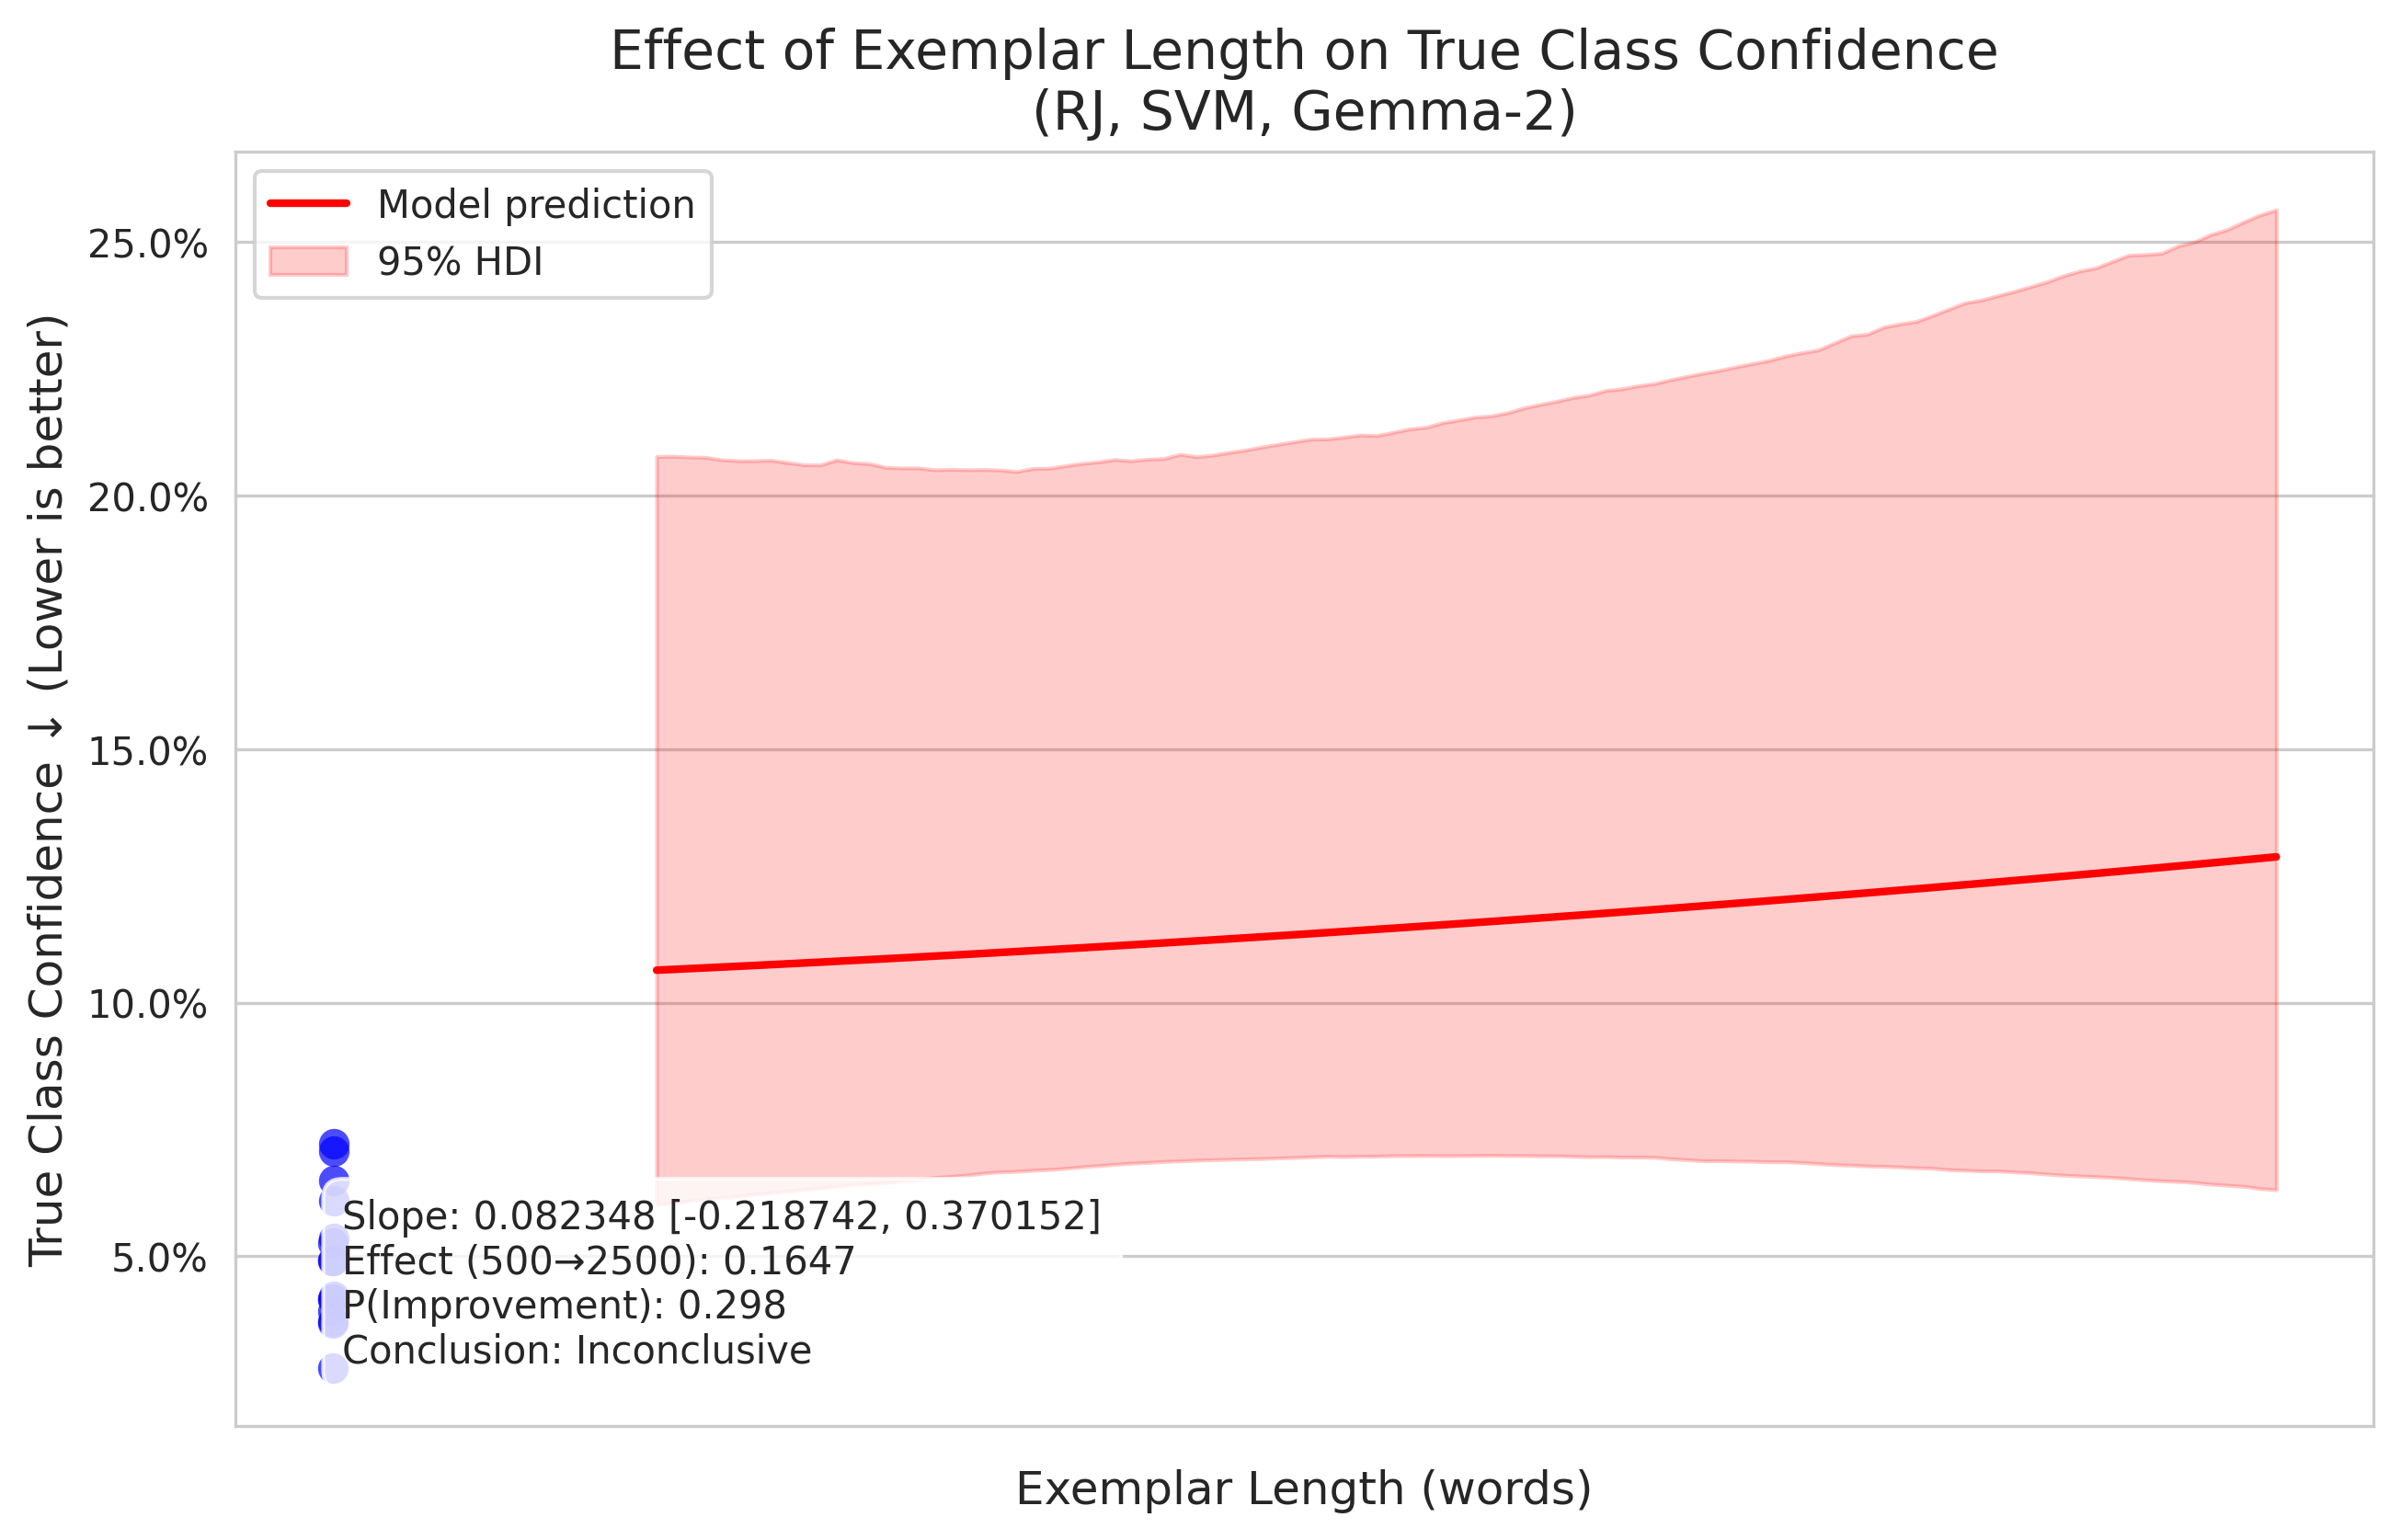 Effect of Exemplar Length on True Class Confidence
(RJ, SVM, Gemma-2)
Model prediction
95% HDI
True Class Confidence ↓ (Lower is better)
25.0%
20.0%
15.0%
10.0%
5.0%
Slope: 0.082348 [-0.218742, 0.370152]
Effect (500→2500): 0.1647
P(Improvement): 0.298
Conclusion: Inconclusive
Exemplar Length (words)